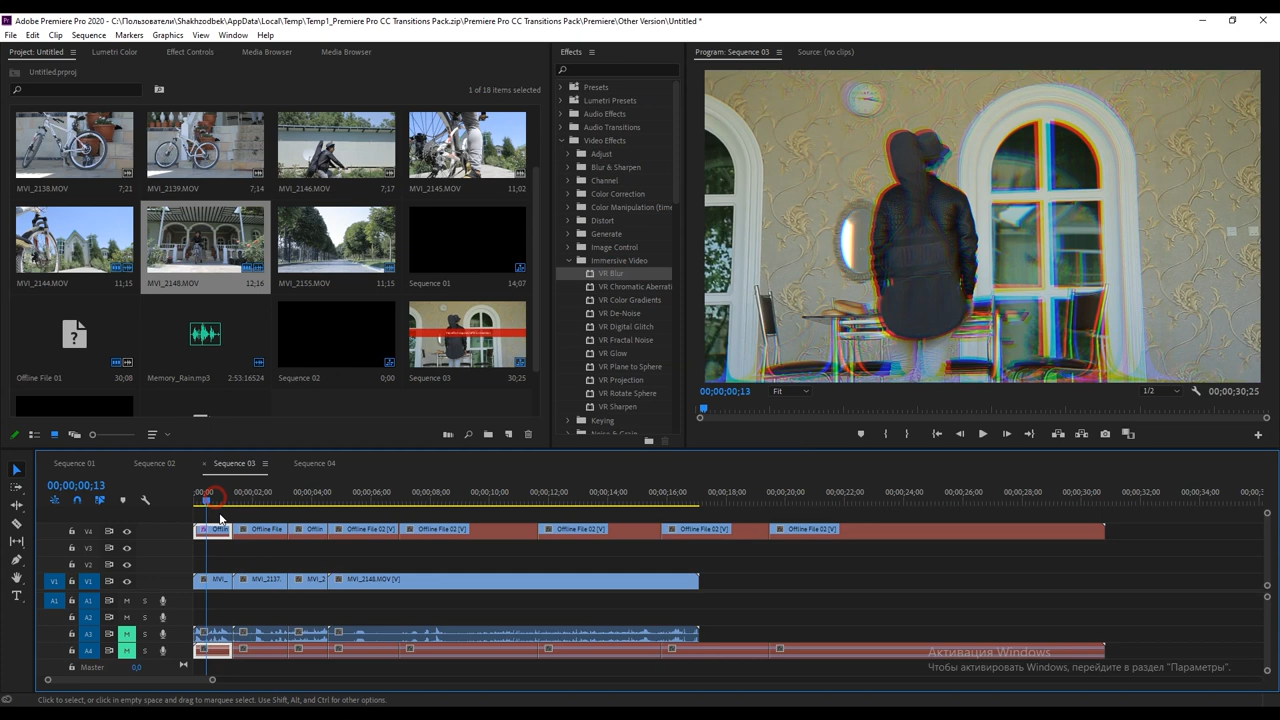 Adobe Premiere Pro 2020 - C:\Пользователи\Shakhzodbek\AppData\Local\Temp\Temp1_Premiere Pro CC Transitions Pack.zip\Premiere Pro CC Transitions Pack\Premiere\Other Version\Untitled *
File Edit Clip Sequence Markers Graphics View Window Help
Project: Untitled Lumetri Color Effect Controls Media Browser Media Browser
Untitled.prproj
1 of 18 items selected
MVI_2138.MOV 7;21 MVI_2139.MOV 7;14 MVI_2146.MOV 7;17 MVI_2145.MOV 11;02
MVI_2144.MOV 11;15 MVI_2148.MOV 12;16 MVI_2155.MOV 11;15 Sequence 01 14;07
Offline File 01 30;08 Memory_Rain.mp3 2:53:16524 Sequence 02 0;00 Sequence 03 30;25
Effects
Presets
Lumetri Presets
Audio Effects
Audio Transitions
Video Effects
Adjust
Blur & Sharpen
Channel
Color Correction
Color Manipulation (time
Distort
Generate
Image Control
Immersive Video
VR Blur
VR Chromatic Aberrati
VR Color Gradients
VR De-Noise
VR Digital Glitch
VR Fractal Noise
VR Glow
VR Plane to Sphere
VR Projection
VR Rotate Sphere
VR Sharpen
Keying
Program: Sequence 03 Source: (no clips)
00;00;00;13 Fit 1/2 00;00;30;25
Sequence 01 Sequence 02 × Sequence 03 Sequence 04
00;00;00;13
;00;00 00;00;02;00 00;00;04;00 00;00;06;00 00;00;08;00 00;00;10;00 00;00;12;00 00;00;14;00 00;00;16;00 00;00;18;00 00;00;20;00 00;00;22;00 00;00;24;00 00;00;26;00 00;00;28;00 00;00;30;00 00;00;3
V4 Offlin Offline File Offlin Offline File 02 [V] Offline File 02 [V] Offline File 02 [V] Offline File 02 [V] Offline File 02 [V]
V3
V2
V1 V1 MVI_ MVI_2137. MVI_2 MVI_2148.MOV [V]
A1 A1 M S
A2 M S
A3 M S
A4 M S
Master 0,0
Активация Windows
Чтобы активировать Windows, перейдите в раздел "Параметры".
Click to select, or click in empty space and drag to marquee select. Use Shift, Alt, and Ctrl for other options.